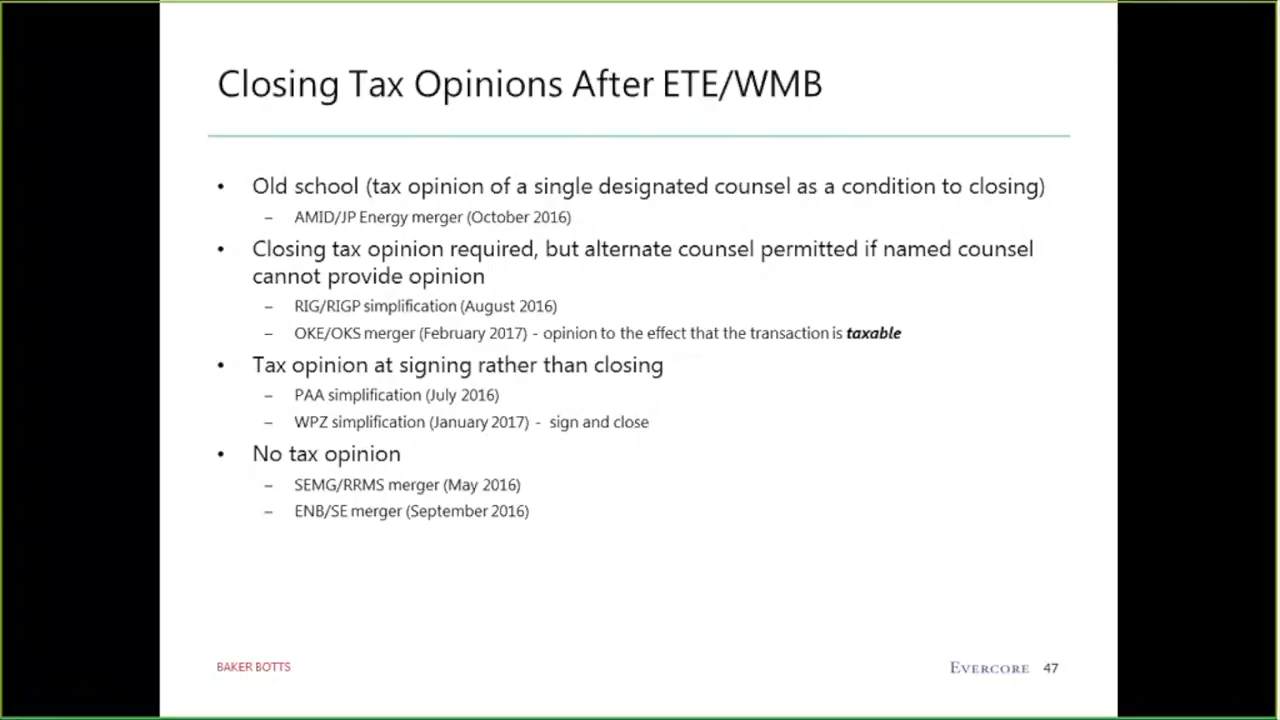 Closing Tax Opinions After ETE/WMB
• Old school (tax opinion of a single designated counsel as a condition to closing)
– AMID/JP Energy merger (October 2016)
• Closing tax opinion required, but alternate counsel permitted if named counsel
cannot provide opinion
– RIG/RIGP simplification (August 2016)
– OKE/OKS merger (February 2017) - opinion to the effect that the transaction is taxable
• Tax opinion at signing rather than closing
– PAA simplification (July 2016)
– WPZ simplification (January 2017) - sign and close
• No tax opinion
– SEMG/RRMS merger (May 2016)
– ENB/SE merger (September 2016)
BAKER BOTTS
EVERCORE 47